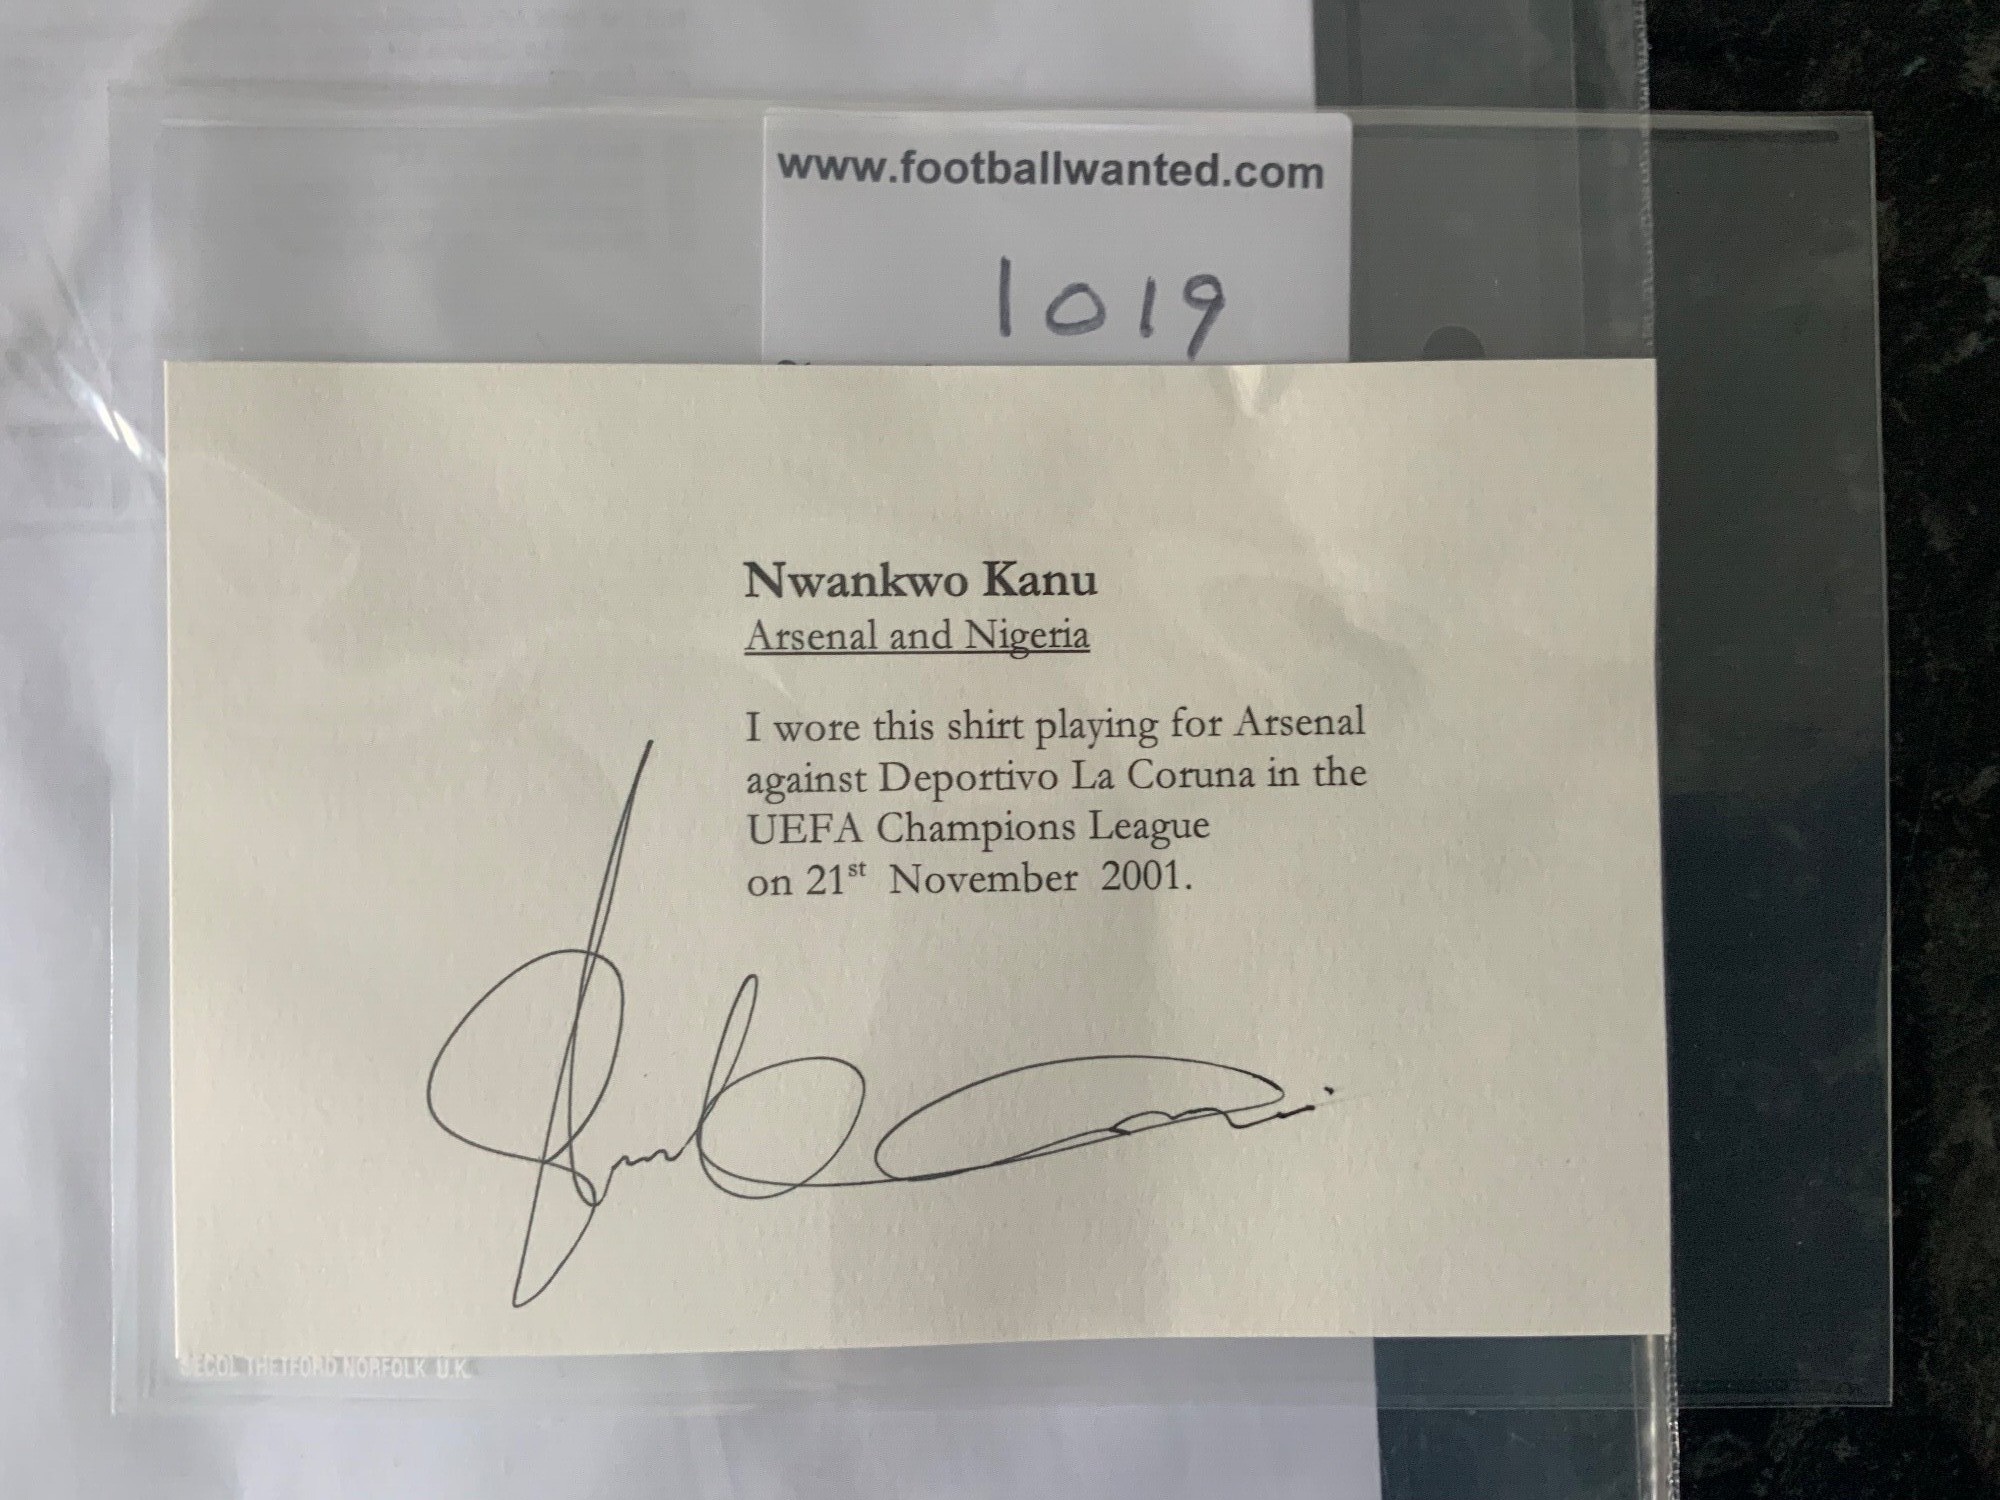 www.footballwanted.com
1019
Nwankwo Kanu
Arsenal and Nigeria
I wore this shirt playing for Arsenal
against Deportivo La Coruna in the
UEFA Champions League
on 21st November 2001.
SECOL THETFORD NORFOLK U.K.